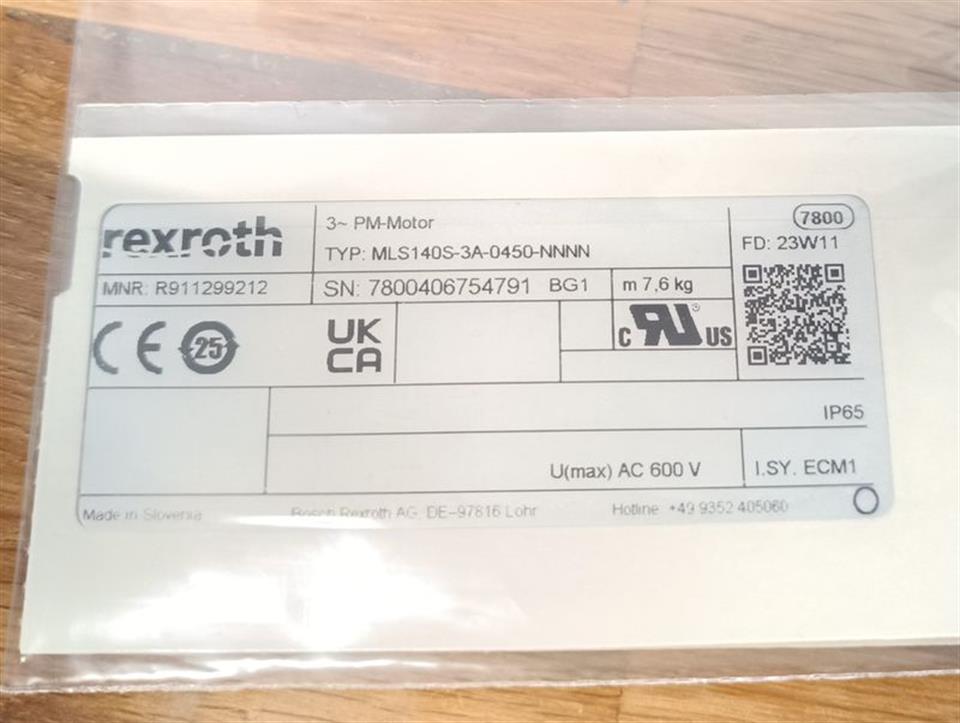 rexroth
3~ PM-Motor
TYP: MLS140S-3A-0450-NNNN
7800
FD: 23W11
MNR: R911299212
SN: 7800406754791 BG1
m 7,6 kg
CE
25
UK
CA
c RU US
®
IP65
U(max) AC 600 V
I.SY. ECM1
Made in Slovenia
Bosch Rexroth AG, DE-97816 Lohr
Hotline +49 9352 405060